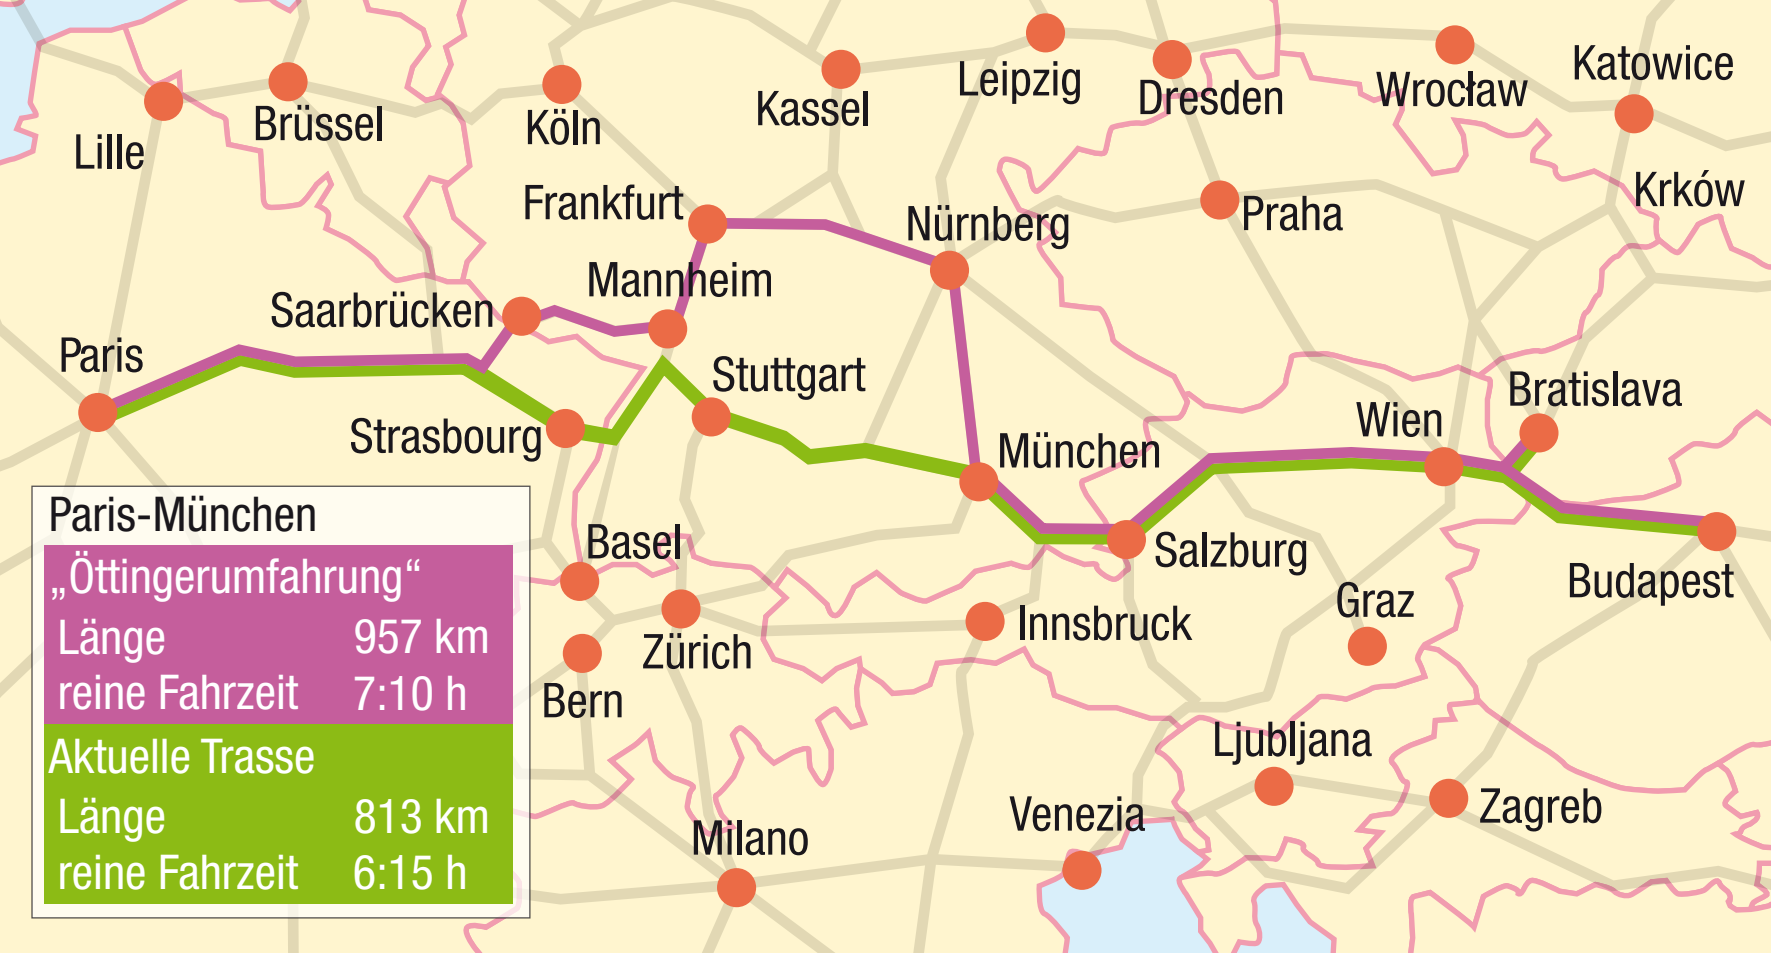 Leipzig
Dresden
Wrocław
Katowice
Kassel
Lille
Brüssel
Köln
Krków
Frankfurt
Nürnberg
Praha
Mannheim
Saarbrücken
Paris
Stuttgart
Bratislava
Strasbourg
München
Wien
Paris-München
„Öttingerumfahrung“
Länge 957 km
reine Fahrzeit 7:10 h
Aktuelle Trasse
Länge 813 km
reine Fahrzeit 6:15 h
Basel
Salzburg
Budapest
Zürich
Innsbruck
Graz
Bern
Ljubljana
Venezia
Zagreb
Milano